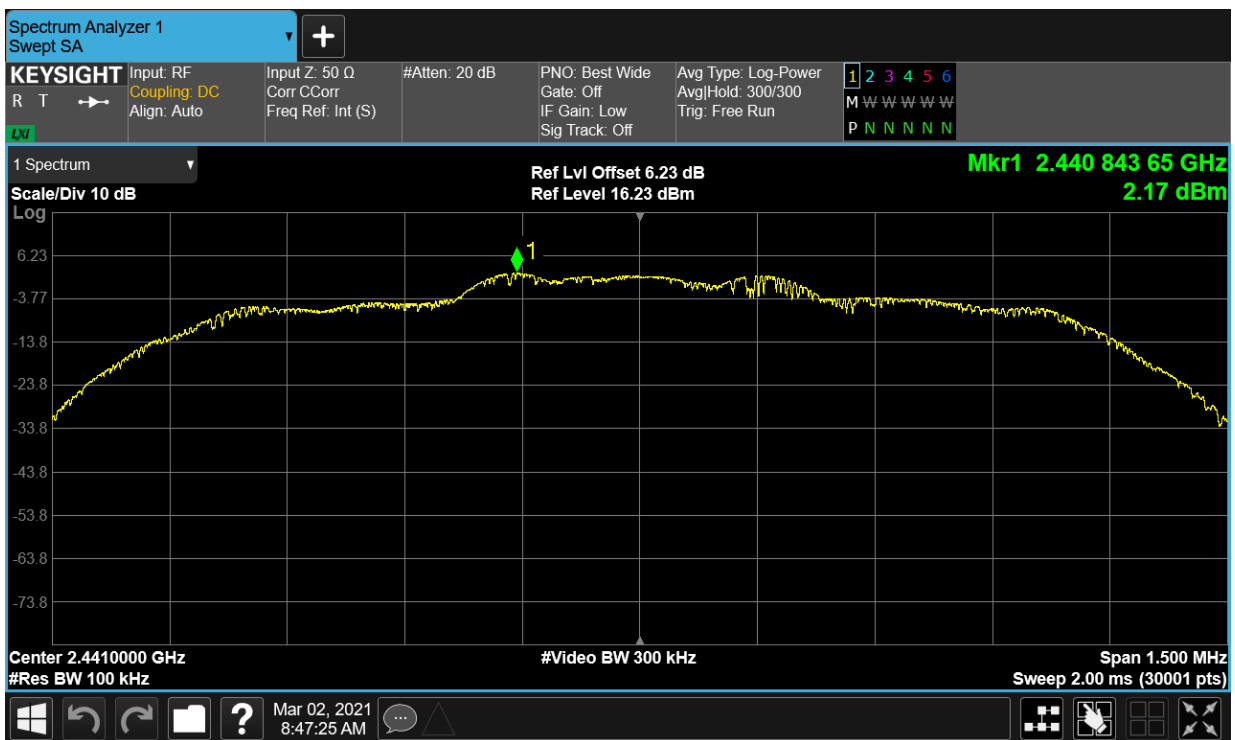 Spectrum Analyzer 1
Swept SA
KEYSIGHT
R T
LXI
Input: RF
Coupling: DC
Align: Auto
Input Z: 50 Ω
Corr CCorr
Freq Ref: Int (S)
#Atten: 20 dB
PNO: Best Wide
Gate: Off
IF Gain: Low
Sig Track: Off
Avg Type: Log-Power
Avg|Hold: 300/300
Trig: Free Run
1 2 3 4 5 6
M W W W W W
P N N N N N
1 Spectrum
Scale/Div 10 dB
Log
Ref Lvl Offset 6.23 dB
Ref Level 16.23 dBm
Mkr1 2.440 843 65 GHz
2.17 dBm
1
6.23
-3.77
-13.8
-23.8
-33.8
-43.8
-53.8
-63.8
-73.8
Center 2.4410000 GHz
#Video BW 300 kHz
Span 1.500 MHz
#Res BW 100 kHz
Sweep 2.00 ms (30001 pts)
?
Mar 02, 2021
8:47:25 AM